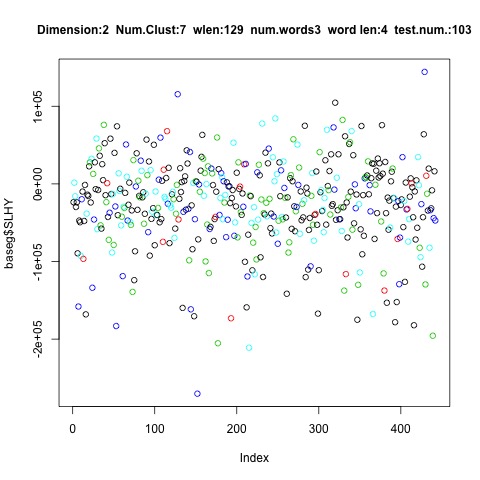 Dimension:2 Num.Clust:7 wlen:129 num.words3 word len:4 test.num.:103
baseg$SLHY
1e+05
0e+00
-1e+05
-2e+05
0 100 200 300 400
Index